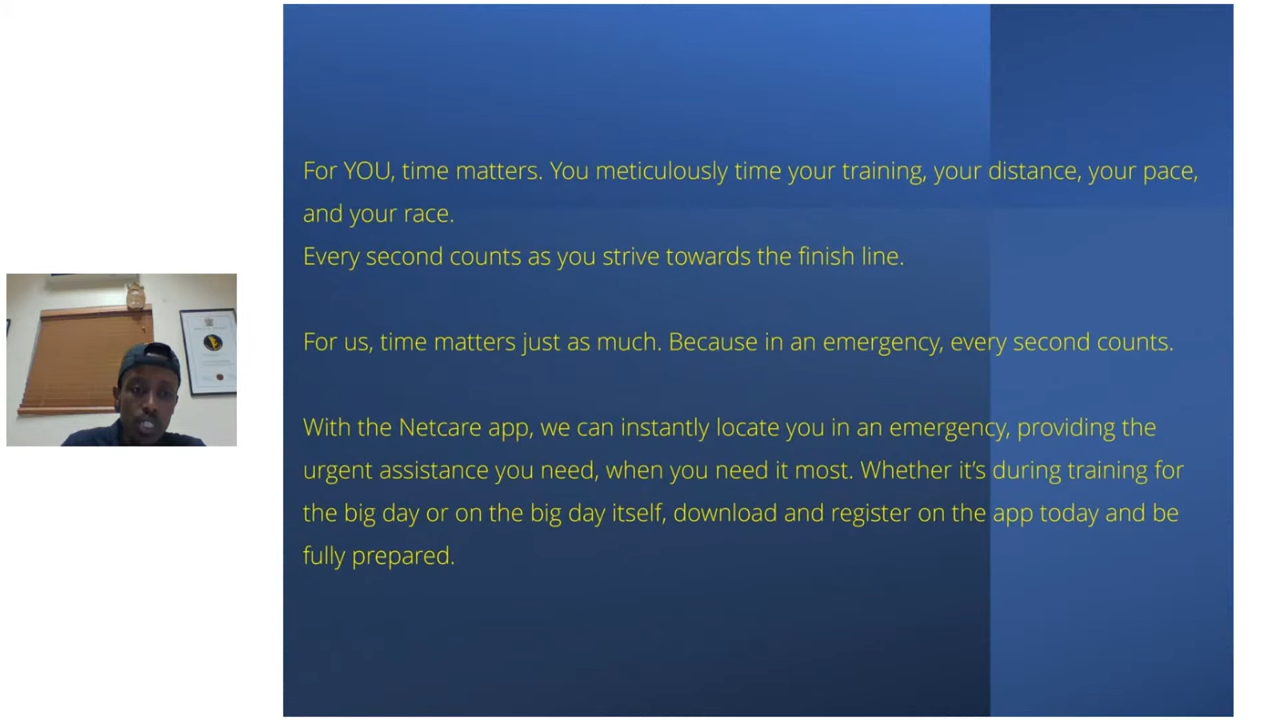 For YOU, time matters. You meticulously time your training, your distance, your pace,
and your race.
Every second counts as you strive towards the finish line.
For us, time matters just as much. Because in an emergency, every second counts.
With the Netcare app, we can instantly locate you in an emergency, providing the
urgent assistance you need, when you need it most. Whether it’s during training for
the big day or on the big day itself, download and register on the app today and be
fully prepared.